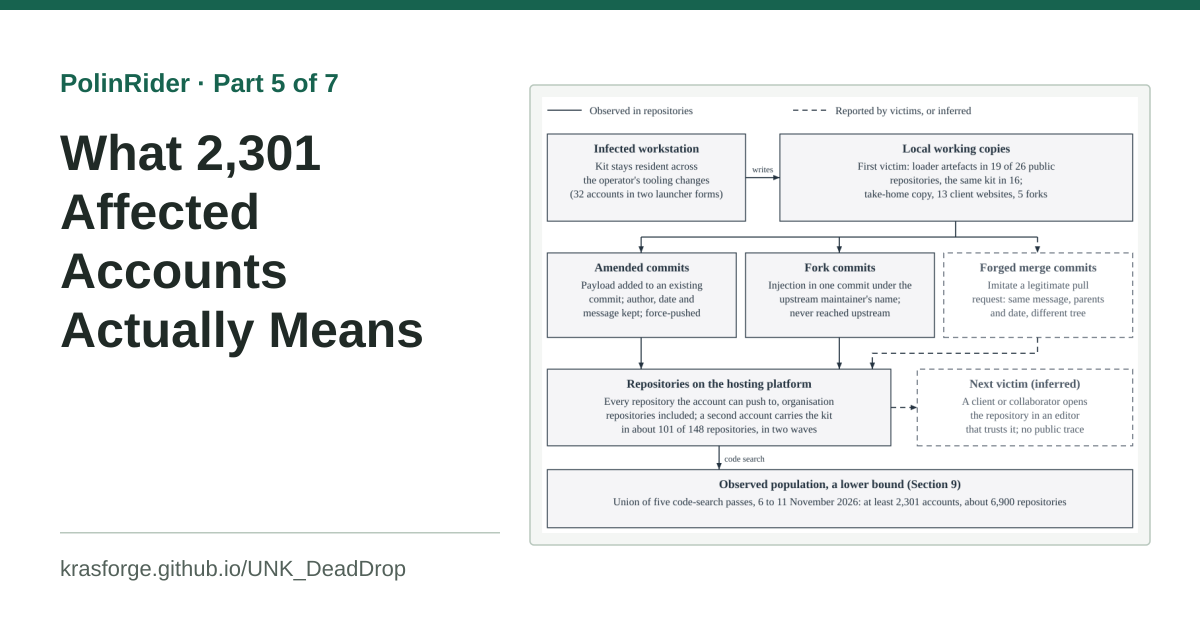 PolinRider · Part 5 of 7
What 2,301
Affected
Accounts
Actually Means
krasforge.github.io/UNK_DeadDrop
Observed in repositories
Reported by victims, or inferred
Infected workstation
Kit stays resident across
the operator's tooling changes
(32 accounts in two launcher forms)
writes
Local working copies
First victim: loader artefacts in 19 of 26 public
repositories, the same kit in 16;
take-home copy, 13 client websites, 5 forks
Amended commits
Payload added to an existing
commit; author, date and
message kept; force-pushed
Fork commits
Injection in one commit under the
upstream maintainer's name;
never reached upstream
Forged merge commits
Imitate a legitimate pull
request: same message, parents
and date, different tree
Repositories on the hosting platform
Every repository the account can push to, organisation
repositories included; a second account carries the kit
in about 101 of 148 repositories, in two waves
Next victim (inferred)
A client or collaborator opens
the repository in an editor
that trusts it; no public trace
code search
Observed population, a lower bound (Section 9)
Union of five code-search passes, 6 to 11 November 2026: at least 2,301 accounts, about 6,900 repositories